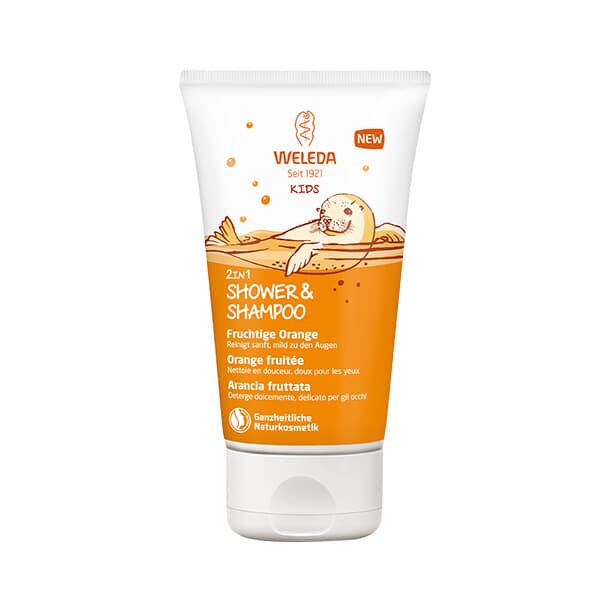 NEW
WELEDA
Seit 1921
KIDS
2IN1
SHOWER &
SHAMPOO
Fruchtige Orange
Reinigt sanft, mild zu den Augen
Orange fruitée
Nettoie en douceur, doux pour les yeux
Arancia fruttata
Deterge dolcemente, delicato per gli occhi
Ganzheitliche
Naturkosmetik